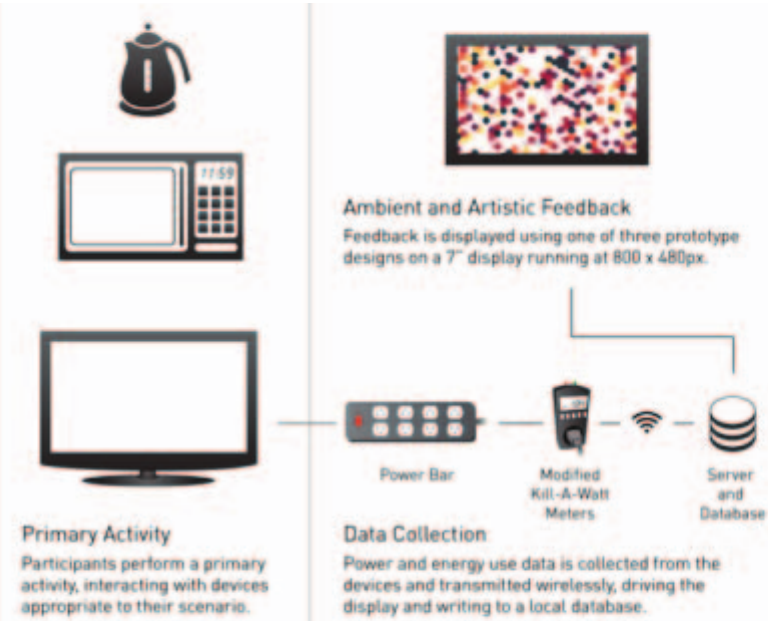 11:59
Ambient and Artistic Feedback
Feedback is displayed using one of three prototype
designs on a 7" display running at 800 x 480px.
Power Bar
Modified
Kill-A-Watt
Meters
Server
and
Database
Primary Activity
Participants perform a primary
activity, interacting with devices
appropriate to their scenario.
Data Collection
Power and energy use data is collected from the
devices and transmitted wirelessly, driving the
display and writing to a local database.